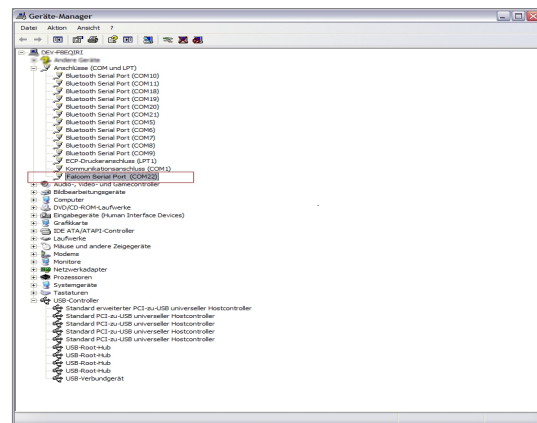 Geräte-Manager
Datei Aktion Ansicht ?
DEV-FBEQIRI
Andere Geräte
Anschlüsse (COM und LPT)
Bluetooth Serial Port (COM10)
Bluetooth Serial Port (COM11)
Bluetooth Serial Port (COM18)
Bluetooth Serial Port (COM19)
Bluetooth Serial Port (COM20)
Bluetooth Serial Port (COM21)
Bluetooth Serial Port (COM5)
Bluetooth Serial Port (COM6)
Bluetooth Serial Port (COM7)
Bluetooth Serial Port (COM8)
Bluetooth Serial Port (COM9)
ECP-Druckeranschluss (LPT1)
Kommunikationsanschluss (COM1)
Falcom Serial Port (COM22)
Audio-, Video- und Gamecontroller
Bildbearbeitungsgeräte
Computer
DVD/CD-ROM-Laufwerke
Eingabegeräte (Human Interface Devices)
Grafikkarte
IDE ATA/ATAPI-Controller
Laufwerke
Mäuse und andere Zeigegeräte
Modems
Monitore
Netzwerkadapter
Prozessoren
Systemgeräte
Tastaturen
USB-Controller
Standard erweiterter PCI-zu-USB universeller Hostcontroller
Standard PCI-zu-USB universeller Hostcontroller
Standard PCI-zu-USB universeller Hostcontroller
Standard PCI-zu-USB universeller Hostcontroller
USB-Root-Hub
USB-Root-Hub
USB-Root-Hub
USB-Root-Hub
USB-Verbundgerät